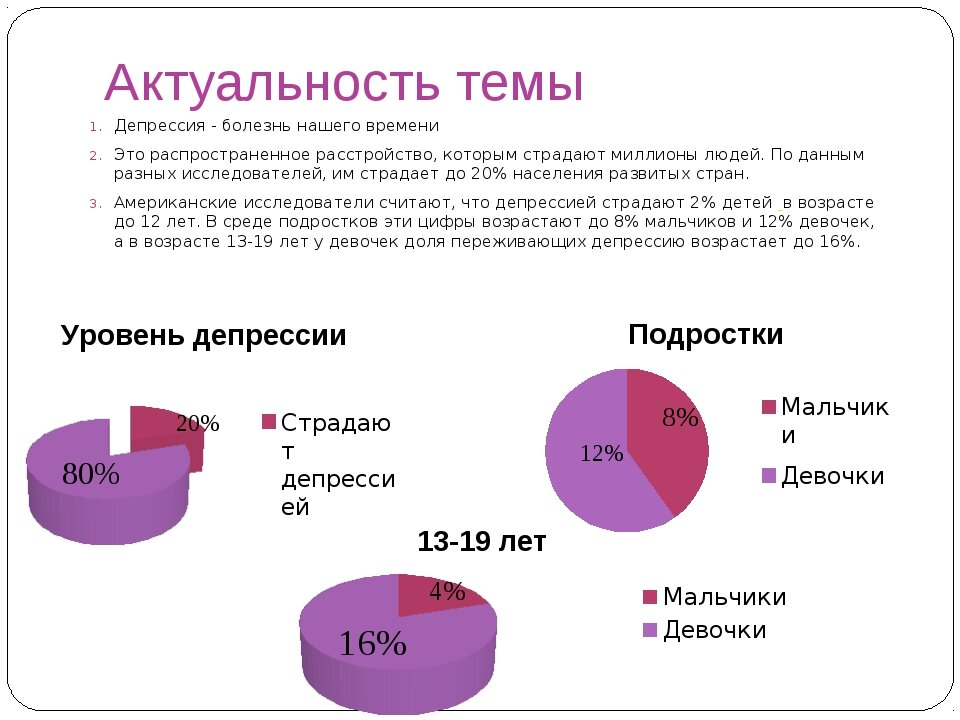 Актуальность темы
1. Депрессия - болезнь нашего времени
2. Это распространенное расстройство, которым страдают миллионы людей. По данным
разных исследователей, им страдает до 20% населения развитых стран.
3. Американские исследователи считают, что депрессией страдают 2% детей в возрасте
до 12 лет. В среде подростков эти цифры возрастают до 8% мальчиков и 12% девочек,
а в возрасте 13-19 лет у девочек доля переживающих депрессию возрастает до 16%.
Уровень депрессии
20%
80%
Страдаю
т
депресси
ей
Подростки
8%
12%
Мальчик
и
Девочки
13-19 лет
4%
16%
Мальчики
Девочки